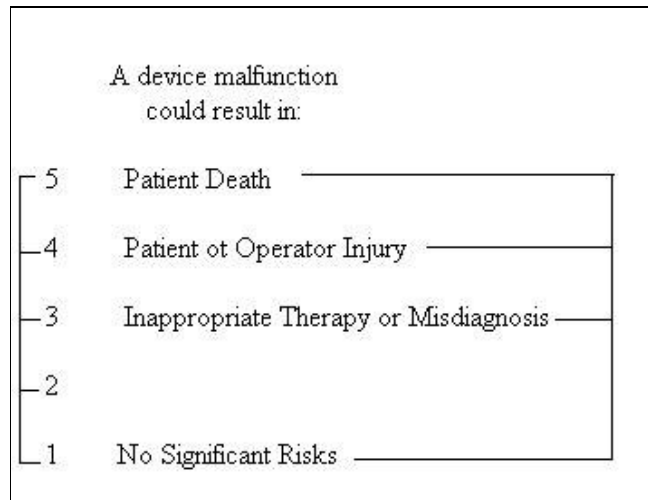 A device malfunction
could result in:
5 Patient Death
4 Patient ot Operator Injury
3 Inappropriate Therapy or Misdiagnosis
2
1 No Significant Risks